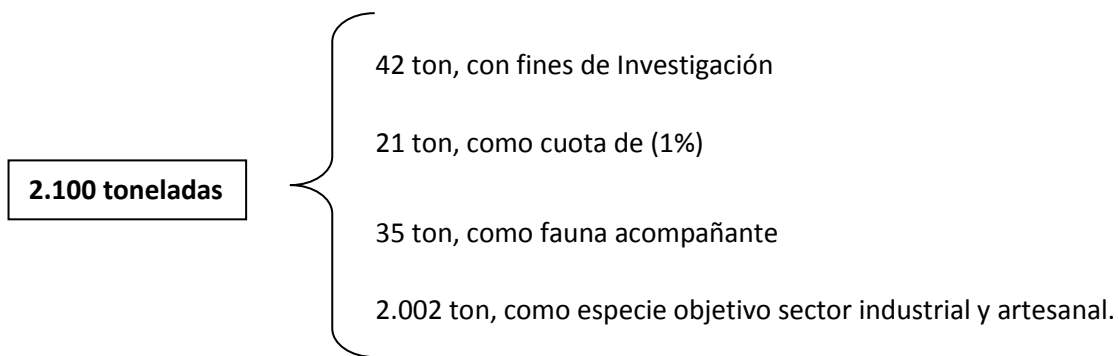 42 ton, con fines de Investigación
21 ton, como cuota de (1%)
2.100 toneladas
35 ton, como fauna acompañante
2.002 ton, como especie objetivo sector industrial y artesanal.